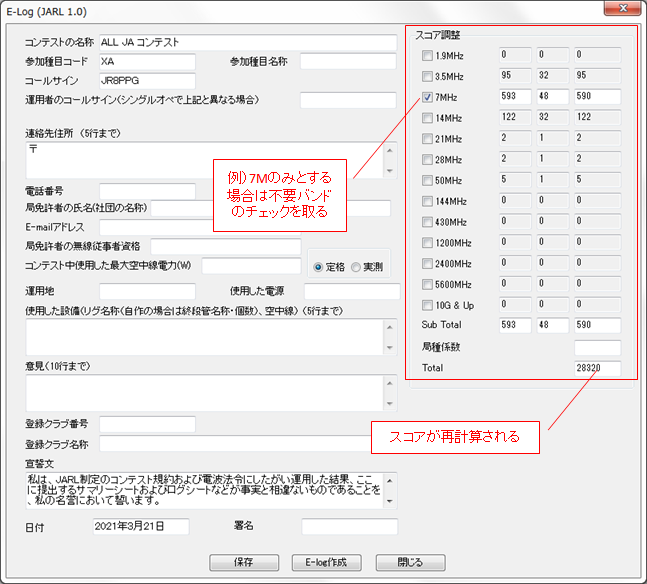 E-Log (JARL 1.0)
コンテストの名称 ALL JA コンテスト
参加種目コード XA 参加種目名称
コールサイン JR8PPG
運用者のコールサイン(シングルオペで上記と異なる場合)
連絡先住所 (5行まで)
〒
電話番号
局免許者の氏名(社団の名称)
E-mailアドレス
局免許者の無線従事者資格
コンテスト中使用した最大空中線電力(W) 定格 実測
運用地 使用した電源
使用した設備(リグ名称(自作の場合は終段管名称・個数)、空中線) (5行まで)
意見(10行まで)
登録クラブ番号
登録クラブ名称
宣誓文
私は、JARL制定のコンテスト規約および電波法令にしたがい運用した結果、ここ
に提出するサマリーシートおよびログシートなどが事実と相違ないものであることを
、私の名誉において誓います。
日付 2021年3月21日 署名
保存 E-log作成 閉じる
スコア調整
1.9MHz 0 0 0
3.5MHz 95 32 95
7MHz 593 48 590
14MHz 122 32 122
21MHz 2 1 2
28MHz 2 1 2
50MHz 5 1 5
144MHz 0 0 0
430MHz 0 0 0
1200MHz 0 0 0
2400MHz 0 0 0
5600MHz 0 0 0
10G & Up 0 0 0
Sub Total 593 48 590
局種係数
Total 28320
例) 7Mのみとする
場合は不要バンド
のチェックを取る
スコアが再計算される